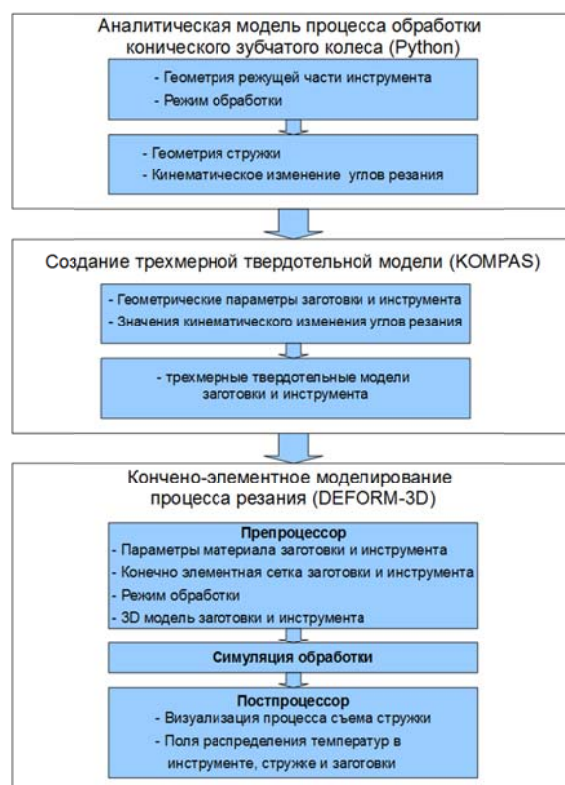 Аналитическая модель процесса обработки
конического зубчатого колеса (Python)
- Геометрия режущей части инструмента
- Режим обработки
- Геометрия стружки
- Кинематическое изменение углов резания
Создание трехмерной твердотельной модели (KOMPAS)
- Геометрические параметры заготовки и инструмента
- Значения кинематического изменения углов резания
- трехмерные твердотельные модели
заготовки и инструмента
Кончено-элементное моделирование
процесса резания (DEFORM-3D)
Препроцессор
- Параметры материала заготовки и инструмента
- Конечно элементная сетка заготовки и инструмента
- Режим обработки
- 3D модель заготовки и инструмента
Симуляция обработки
Постпроцессор
- Визуализация процесса съема стружки
- Поля распределения температур в
инструменте, стружке и заготовки